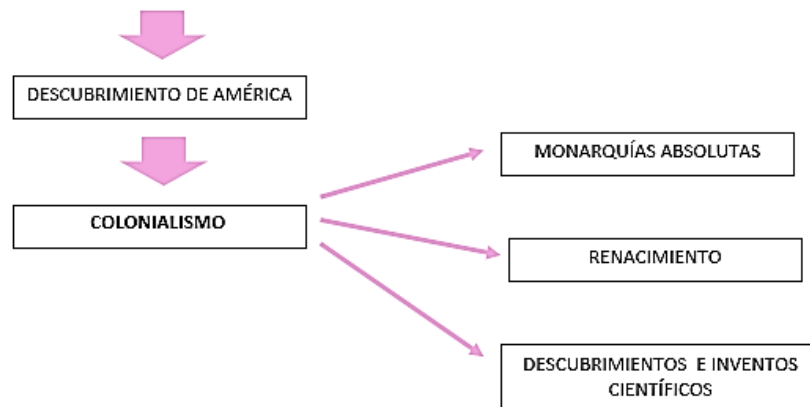 DESCUBRIMIENTO DE AMÉRICA
MONARQUÍAS ABSOLUTAS
COLONIALISMO
RENACIMIENTO
DESCUBRIMIENTOS E INVENTOS
CIENTÍFICOS